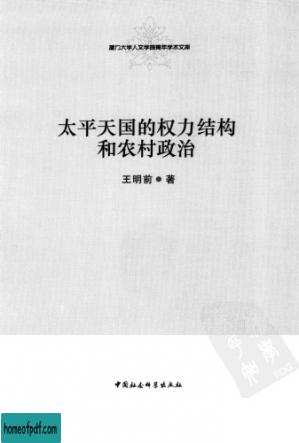 厦门大学人文学院青年学术文库
太平天国的权力结构
和农村政治
王明前 著
中国社会科学出版社
homeofpdf.com